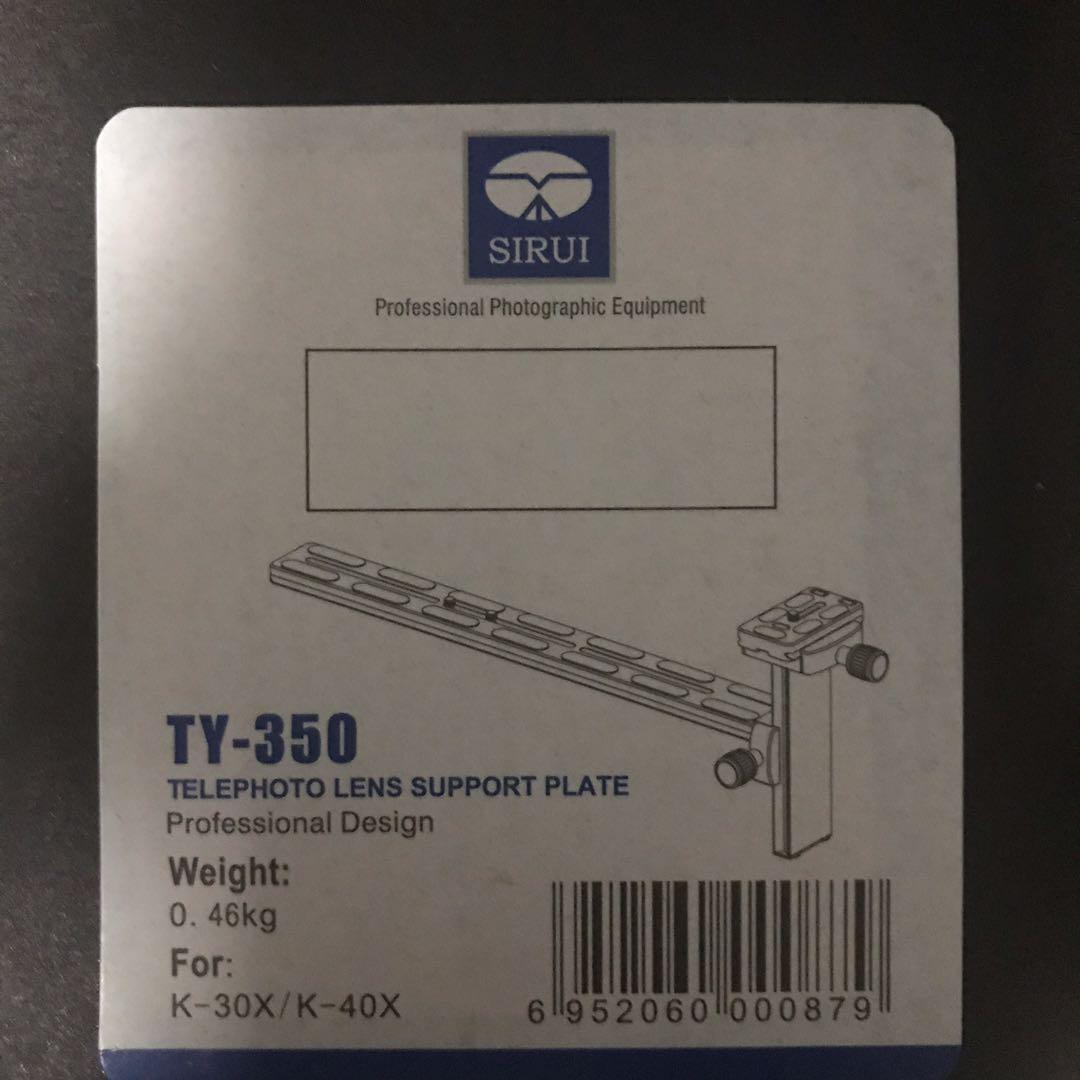 SIRUI
Professional Photographic Equipment
TY-350
TELEPHOTO LENS SUPPORT PLATE
Professional Design
Weight:
0. 46kg
For:
K-30X/K-40X
6 952060 000879